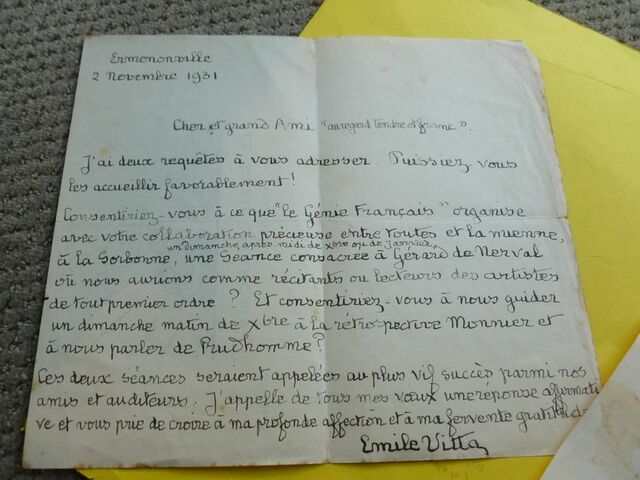 Ermenonville
2 Novembre 1931
Cher et grand Ami "au regard tendre et franc".
J'ai deux requêtes à vous adresser. Puissiez-vous
les accueillir favorablement!
Consentiriez-vous à ce que "le Génie Français" organise
avec votre collaboration précieuse entre toutes et la mienne,
un dimanche après-midi de xbre ou de Janvier,
à la Sorbonne, une Séance consacrée à Gérard de Nerval
où nous aurions comme récitants ou lecteurs des artistes
de tout premier ordre ? Et consentiriez-vous à nous guider
un dimanche matin de Xbre à la rétrospective Monnier et
à nous parler de Prudhomme?
Ces deux séances seraient appelées au plus vif succès parmi nos
amis et auditeurs. J'appelle de tous mes vœux une réponse affirmati
ve et vous prie de croire à ma profonde affection et à ma fervente gratitude
Emile Vitta